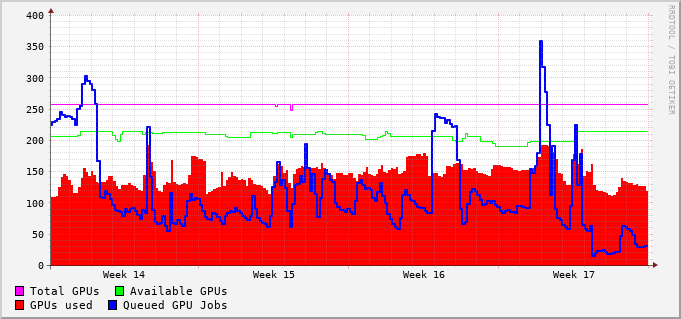 400
350
300
250
200
150
100
50
0
Week 14 Week 15 Week 16 Week 17
Total GPUs Available GPUs
GPUs used Queued GPU Jobs
RRDTOOL / TOBI OETIKER